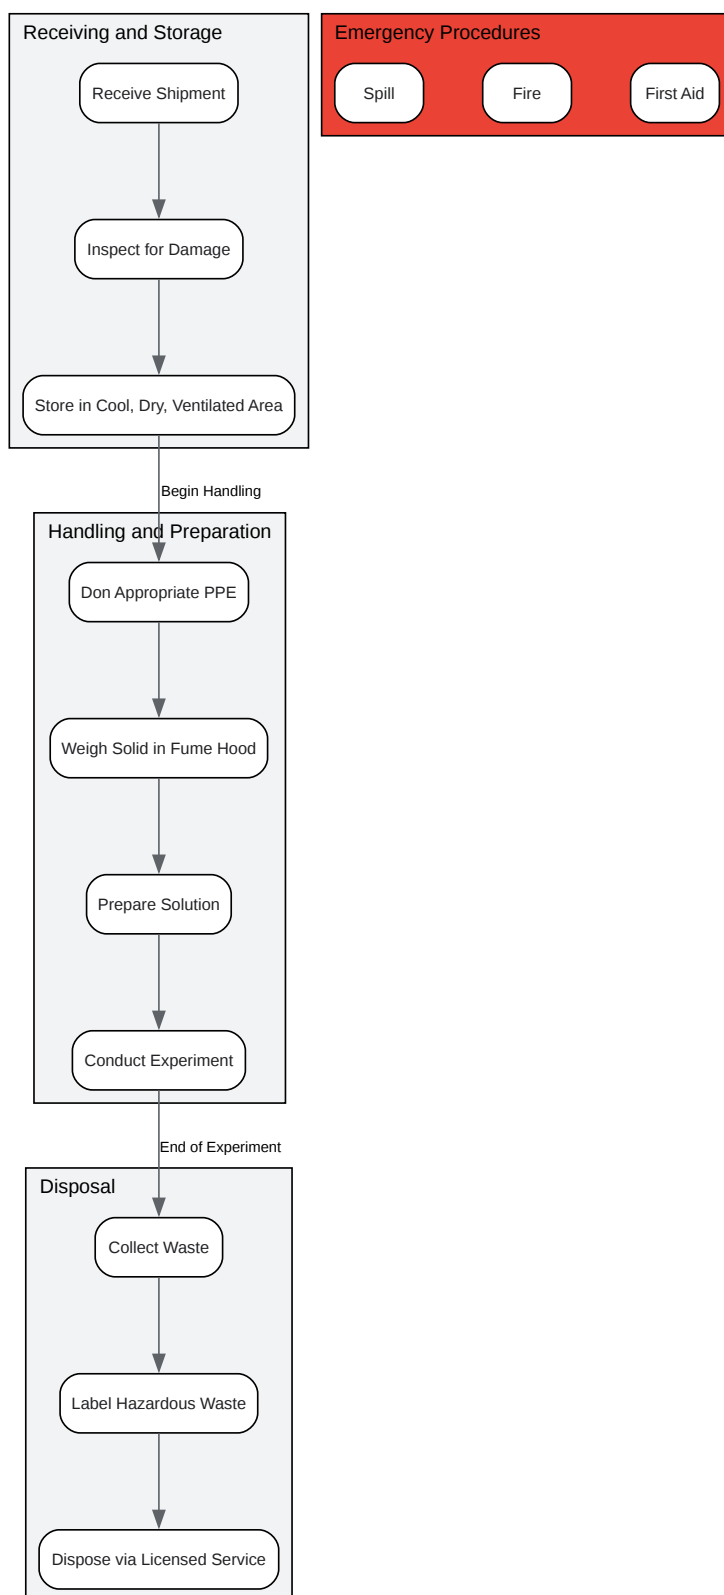 Receiving and Storage
Receive Shipment
Inspect for Damage
Store in Cool, Dry, Ventilated Area
Begin Handling
Handling and Preparation
Don Appropriate PPE
Weigh Solid in Fume Hood
Prepare Solution
Conduct Experiment
End of Experiment
Disposal
Collect Waste
Label Hazardous Waste
Dispose via Licensed Service
Emergency Procedures
Spill
Fire
First Aid